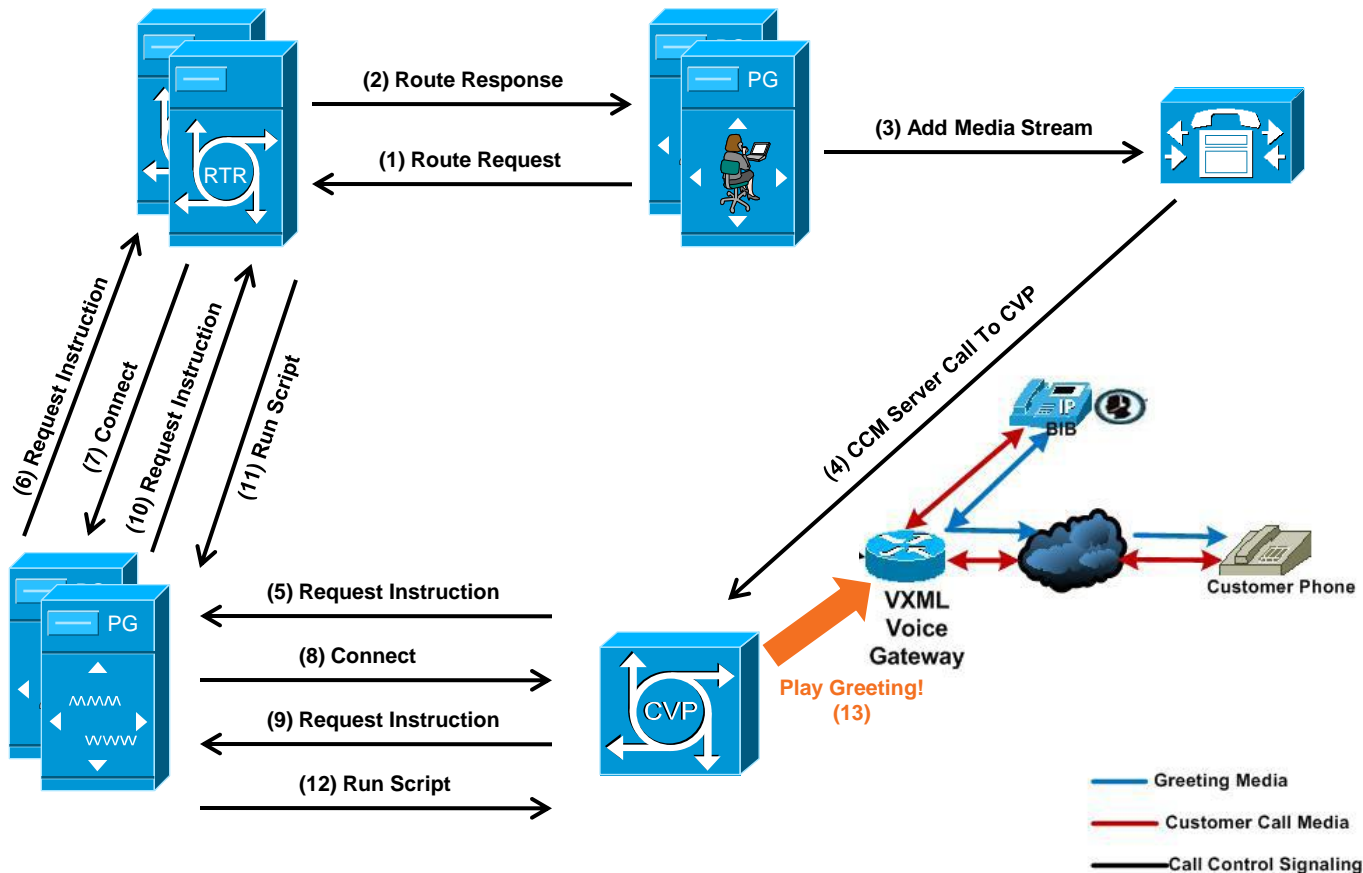 PG
(2) Route Response
(3) Add Media Stream
(1) Route Request
RTR
(4) CCM Server Call To CVP
(6) Request Instruction
(7) Connect
(10) Request Instruction
(11) Run Script
IP
BIB
Customer Phone
VXML
Voice
Gateway
PG
(5) Request Instruction
(8) Connect
(9) Request Instruction
(12) Run Script
CVP
Play Greeting!
(13)
Greeting Media
Customer Call Media
Call Control Signaling